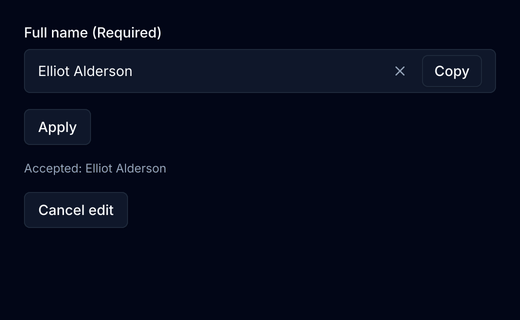 Full name (Required)
Elliot Alderson
Copy
Apply
Accepted: Elliot Alderson
Cancel edit